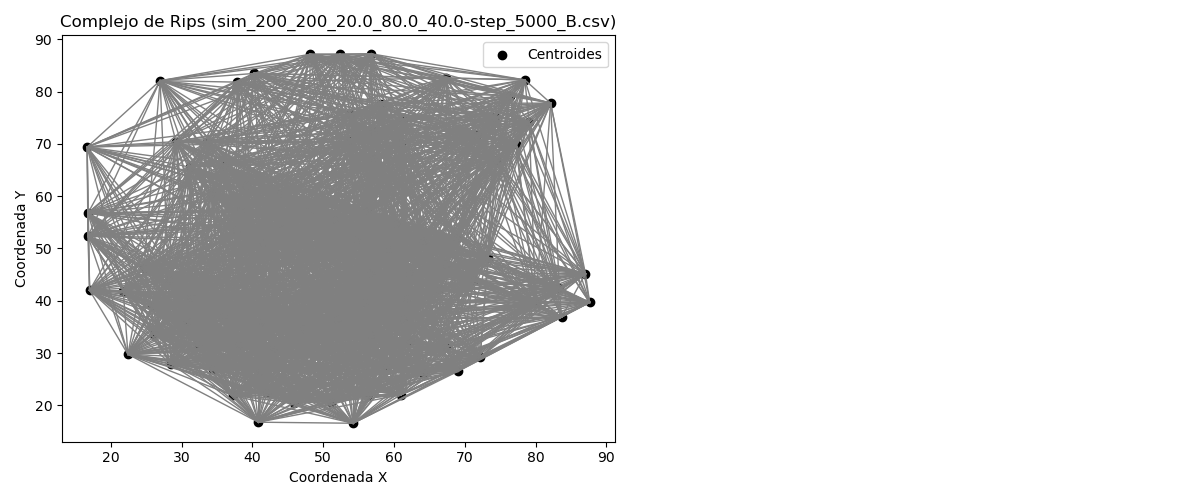 Complejo de Rips (sim_200_200_20.0_80.0_40.0-step_5000_B.csv)
Centroides
90
80
70
60
50
40
30
20
Coordenada Y
20 30 40 50 60 70 80 90
Coordenada X